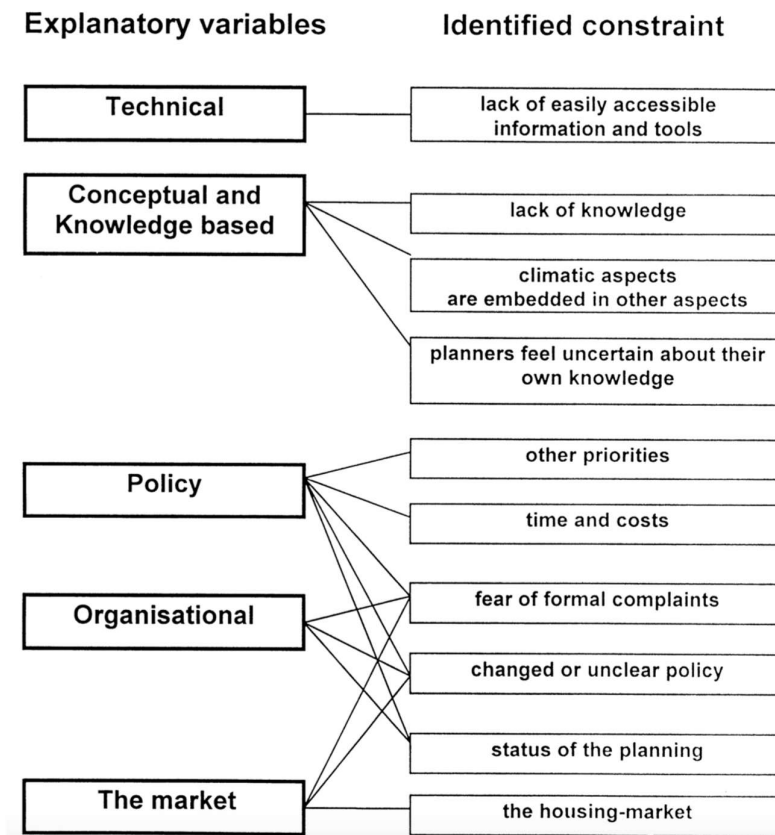 Explanatory variables
Identified constraint
Technical
lack of easily accessible
information and tools
Conceptual and
Knowledge based
lack of knowledge
climatic aspects
are embedded in other aspects
planners feel uncertain about their
own knowledge
Policy
other priorities
time and costs
Organisational
fear of formal complaints
changed or unclear policy
status of the planning
The market
the housing-market